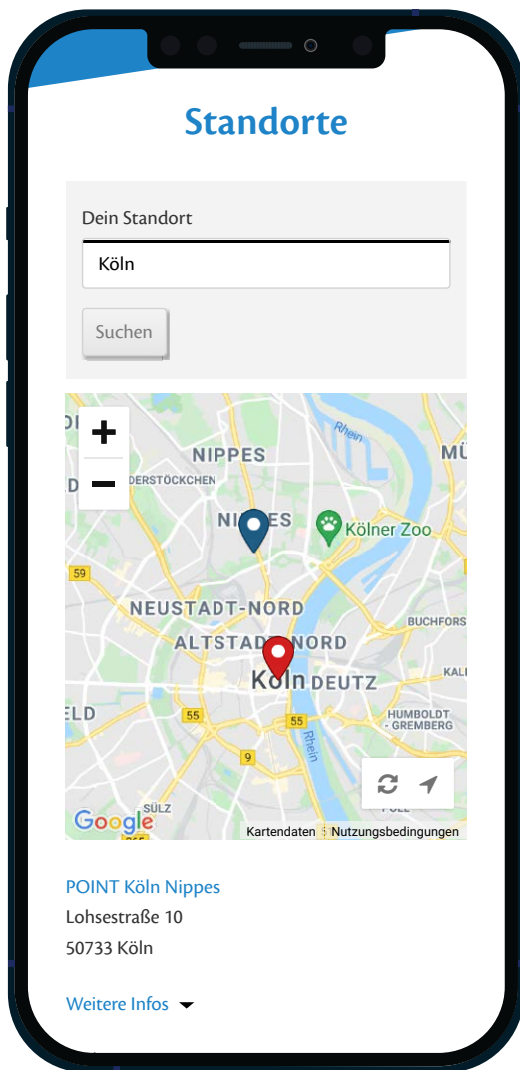 Standorte
Dein Standort
Köln
Suchen
Rhein
NIPPES
DERSTÖCKCHEN
Kölner Zoo
59
NEUSTADT-NORD
BUCHFORS
ALTSTADT-NORD
Köln
DEUTZ
KAL
55
55
HUMBOLDT
- GREMBERG
9
Rhein
SÜLZ
Google
Kartendaten
Nutzungsbedingungen
POINT Köln Nippes
Lohsestraße 10
50733 Köln
Weitere Infos